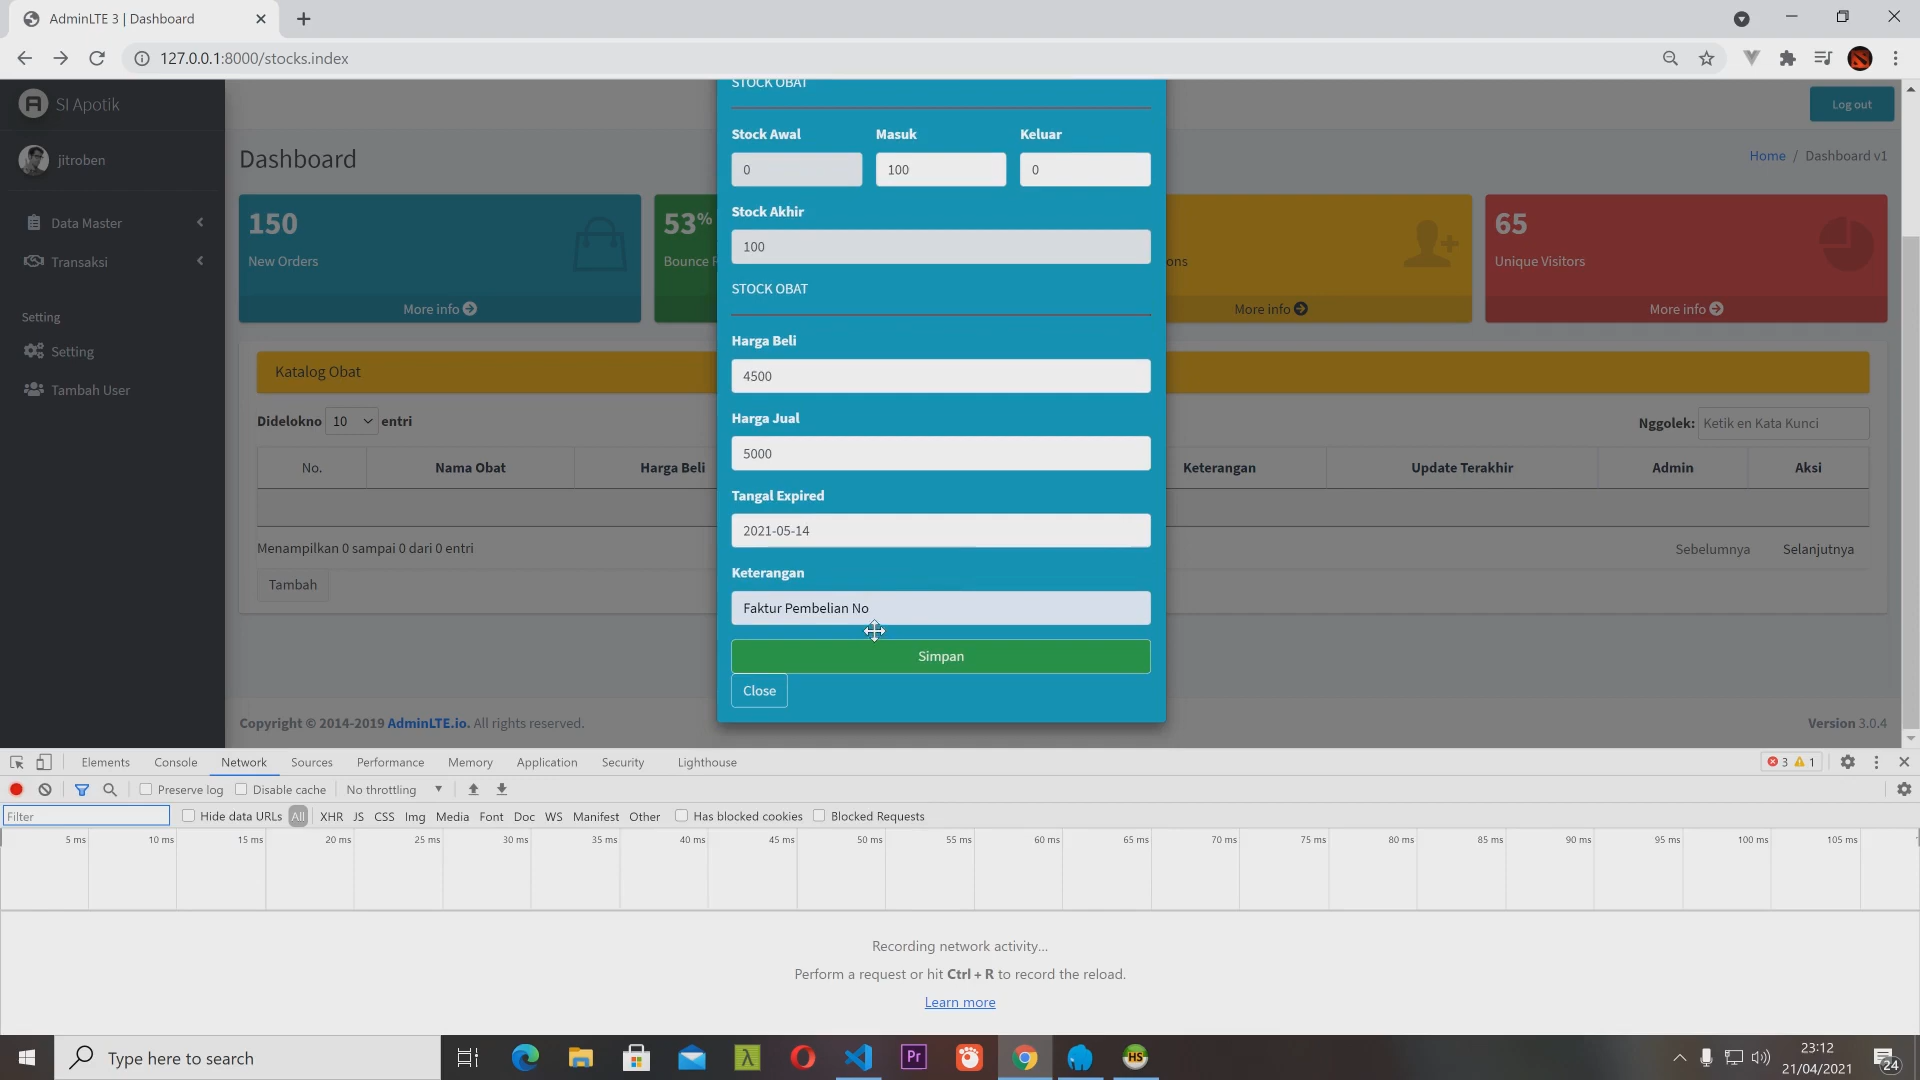 AdminLTE 3 | Dashboard
127.0.0.1:8000/stocks.index
SI Apotik
jitroben
Data Master
Transaksi
Setting
Setting
Tambah User
Log out
Dashboard
Home / Dashboard v1
150
New Orders
More info
53%
Bounce R
ons
More info
65
Unique Visitors
More info
Katalog Obat
Didelokno 10 entri
Nggolek: Ketik en Kata Kunci
No. Nama Obat Harga Beli Keterangan Update Terakhir Admin Aksi
Menampilkan 0 sampai 0 dari 0 entri
Sebelumnya Selanjutnya
Tambah
Copyright © 2014-2019 AdminLTE.io. All rights reserved.
Version 3.0.4
STOCK OBAT
Stock Awal Masuk Keluar
0 100 0
Stock Akhir
100
STOCK OBAT
Harga Beli
4500
Harga Jual
5000
Tangal Expired
2021-05-14
Keterangan
Faktur Pembelian No
Simpan
Close
Elements Console Network Sources Performance Memory Application Security Lighthouse 3 1
Preserve log Disable cache No throttling
Filter Hide data URLs All XHR JS CSS Img Media Font Doc WS Manifest Other Has blocked cookies Blocked Requests
5 ms 10 ms 15 ms 20 ms 25 ms 30 ms 35 ms 40 ms 45 ms 50 ms 55 ms 60 ms 65 ms 70 ms 75 ms 80 ms 85 ms 90 ms 95 ms 100 ms 105 ms
Recording network activity…
Perform a request or hit Ctrl + R to record the reload.
Learn more
Type here to search
Pr
HS
23:12
21/04/2021
24